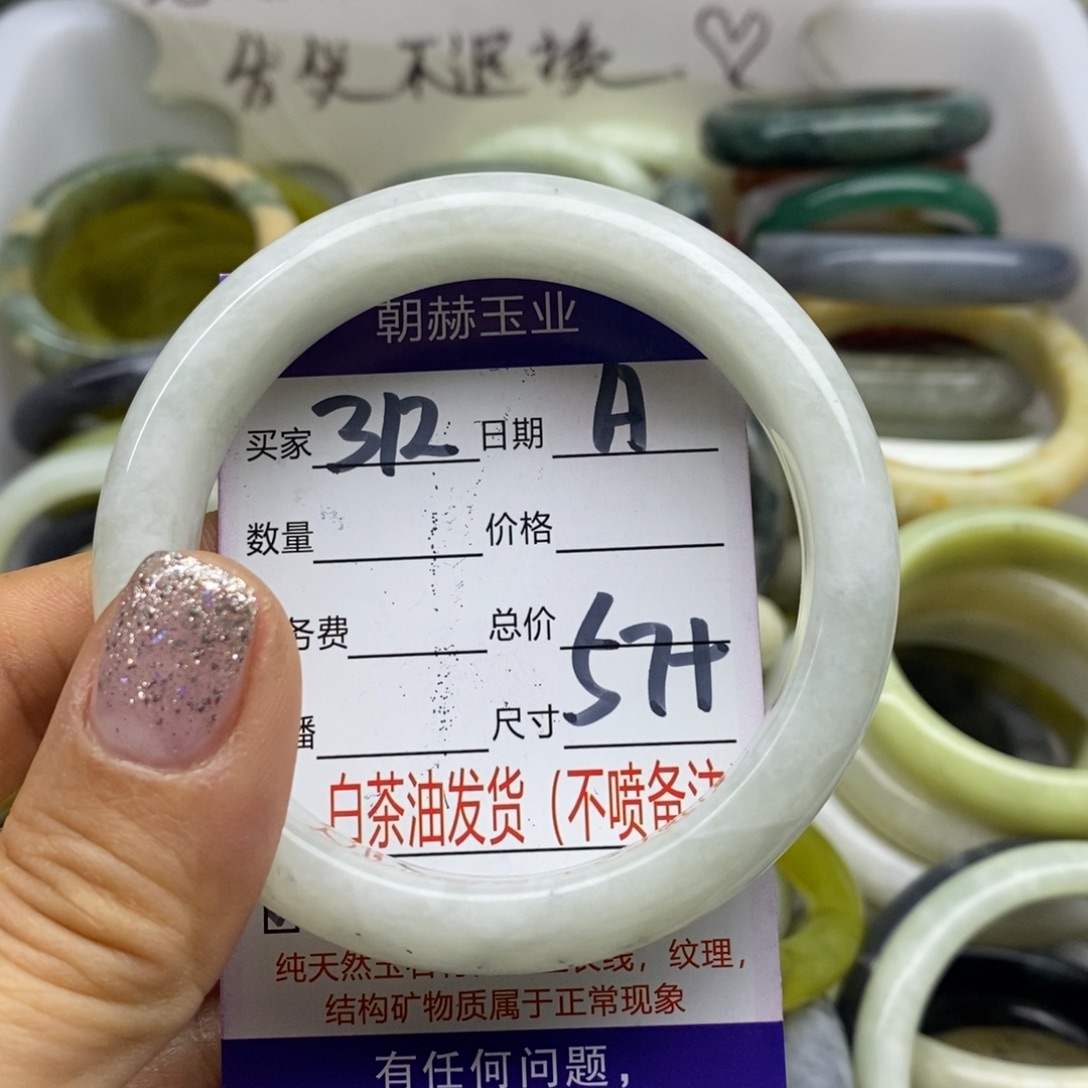 不退换
朝赫玉业
买家 312 日期 A
数量 价格
务费 总价
播 尺寸 57H
白茶油发货（不喷备注
纯天然玉石
纹理，
结构矿物质属于正常现象
有任何问题，